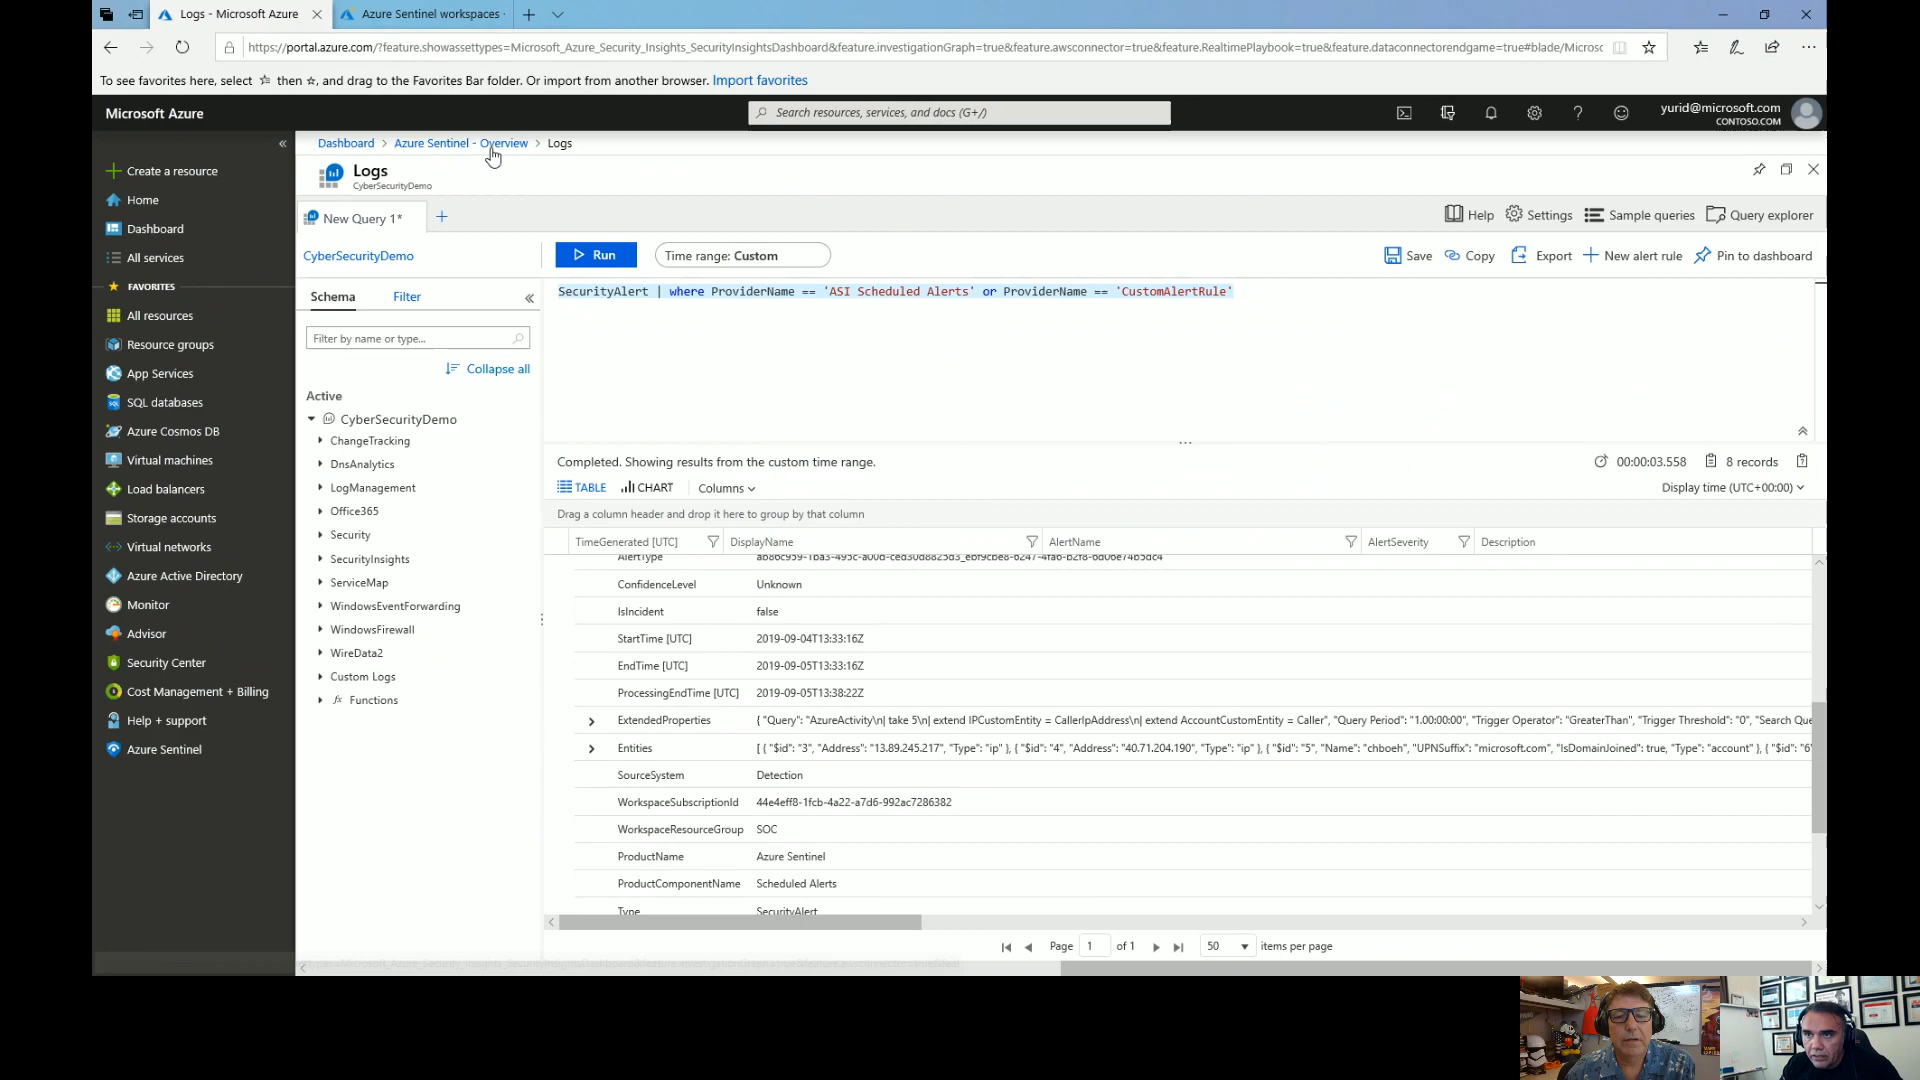 Logs - Microsoft Azure
Azure Sentinel workspaces
https://portal.azure.com/?feature.showassettypes=Microsoft_Azure_Security_Insights_SecurityInsightsDashboard&feature.investigationGraph=true&feature.awsconnector=true&feature.RealtimePlaybook=true&feature.dataconnectorendgame=true#blade/Microsc
To see favorites here, select ☆ then ☆, and drag to the Favorites Bar folder. Or import from another browser. Import favorites
Microsoft Azure
Search resources, services, and docs (G+/)
yurid@microsoft.com
CONTOSO.COM
Dashboard > Azure Sentinel - Overview > Logs
Logs
CyberSecurityDemo
Create a resource
Home
Dashboard
All services
FAVORITES
All resources
Resource groups
App Services
SQL databases
Azure Cosmos DB
Virtual machines
Load balancers
Storage accounts
Virtual networks
Azure Active Directory
Monitor
Advisor
Security Center
Cost Management + Billing
Help + support
Azure Sentinel
New Query 1*
Help Settings Sample queries Query explorer
CyberSecurityDemo
Run
Time range: Custom
Save Copy Export New alert rule Pin to dashboard
Schema Filter
Filter by name or type...
Collapse all
Active
CyberSecurityDemo
ChangeTracking
DnsAnalytics
LogManagement
Office365
Security
SecurityInsights
ServiceMap
WindowsEventForwarding
WindowsFirewall
WireData2
Custom Logs
fx Functions
SecurityAlert | where ProviderName == 'ASI Scheduled Alerts' or ProviderName == 'CustomAlertRule'
Completed. Showing results from the custom time range.
00:00:03.558 8 records
TABLE CHART Columns
Display time (UTC+00:00)
Drag a column header and drop it here to group by that column
TimeGenerated [UTC] DisplayName AlertName AlertSeverity Description
AlertType
ConfidenceLevel Unknown
IsIncident false
StartTime [UTC] 2019-09-04T13:33:16Z
EndTime [UTC] 2019-09-05T13:33:16Z
ProcessingEndTime [UTC] 2019-09-05T13:38:22Z
ExtendedProperties { "Query": "AzureActivity\n| take 5\n| extend IPCustomEntity = CallerIpAddress\n| extend AccountCustomEntity = Caller", "Query Period": "1.00:00:00", "Trigger Operator": "GreaterThan", "Trigger Threshold": "0", "Search Que
Entities [ { "$id": "3", "Address": "13.89.245.217", "Type": "ip" }, { "$id": "4", "Address": "40.71.204.190", "Type": "ip" }, { "$id": "5", "Name": "chboeh", "UPNSuffix": "microsoft.com", "IsDomainJoined": true, "Type": "account" }, { "$id": "6"
SourceSystem Detection
WorkspaceSubscriptionId 44e4eff8-1fcb-4a22-a7d6-992ac7286382
WorkspaceResourceGroup SOC
ProductName Azure Sentinel
ProductComponentName Scheduled Alerts
Type SecurityAlert
Page 1 of 1 50 items per page